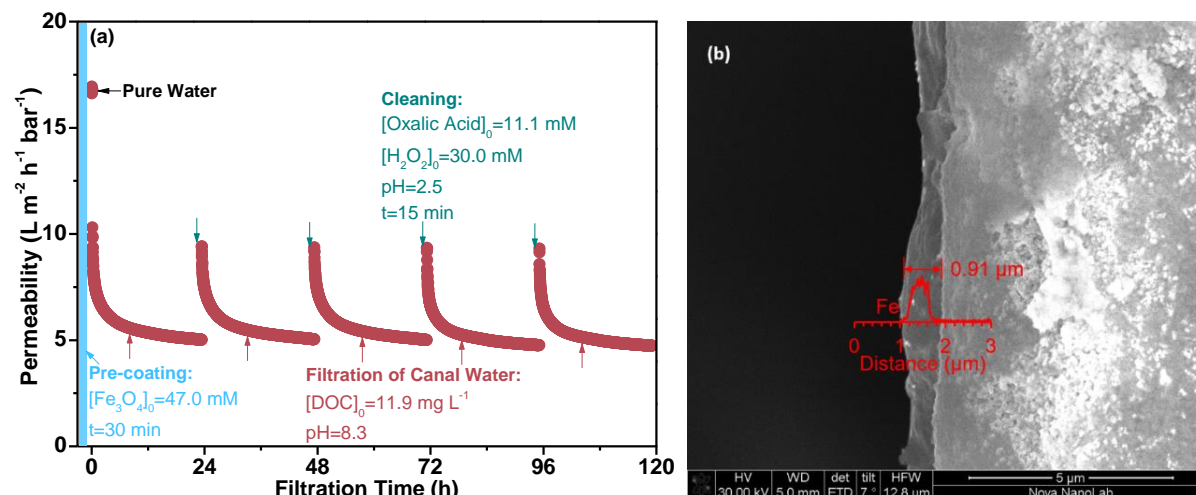 (a)
20
15
10
5
0
Permeability (L m⁻² h⁻¹ bar⁻¹)
Pure Water
Cleaning:
[Oxalic Acid]₀=11.1 mM
[H₂O₂]₀=30.0 mM
pH=2.5
t=15 min
Pre-coating:
[Fe₃O₄]₀=47.0 mM
t=30 min
Filtration of Canal Water:
[DOC]₀=11.9 mg L⁻¹
pH=8.3
0 24 48 72 96 120
Filtration Time (h)
(b)
0.91 µm
Fe
0 1 2 3
Distance (µm)
HV WD det tilt HFW 5 µm
30.00 kV 5.0 mm ETD 7 ° 12.8 µm Nova NanoLab